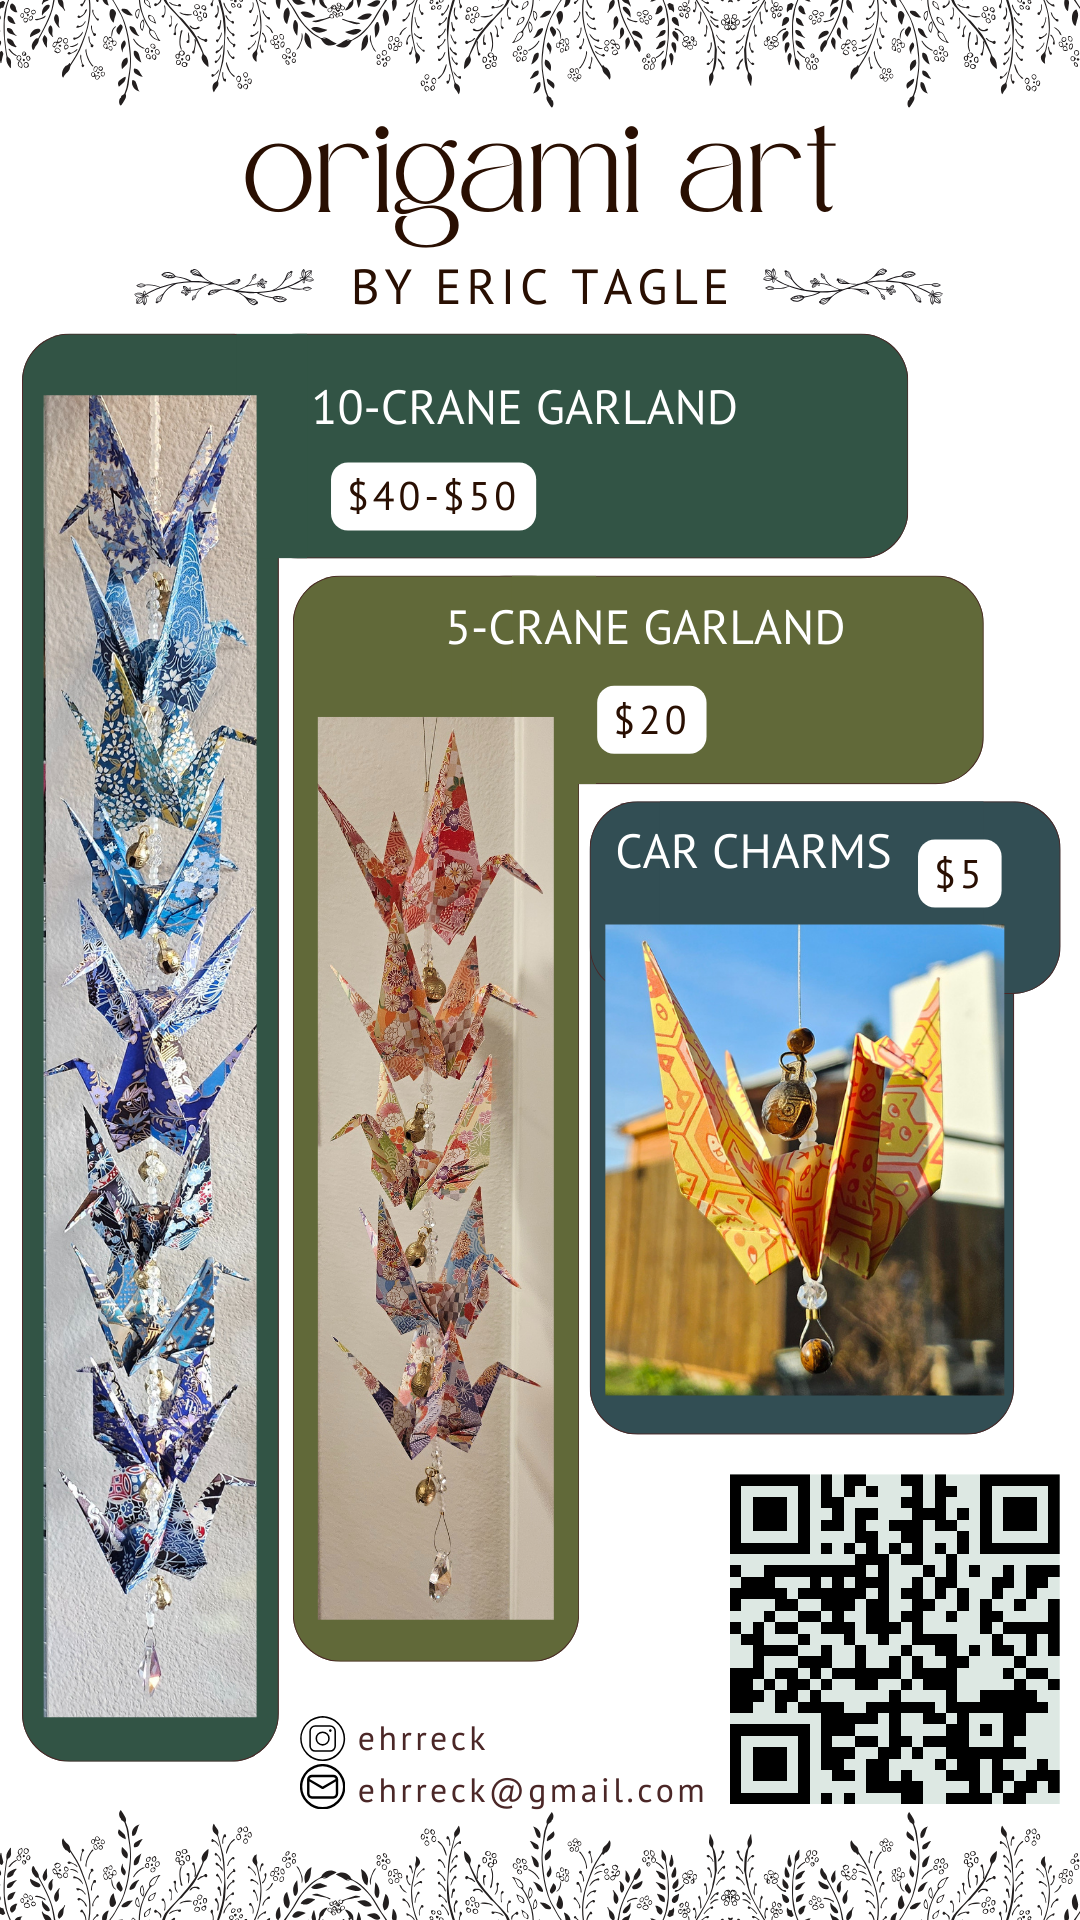 origami art
BY ERIC TAGLE
10-CRANE GARLAND
$40-$50
5-CRANE GARLAND
$20
CAR CHARMS
$5
ehrreck
ehrreck@gmail.com